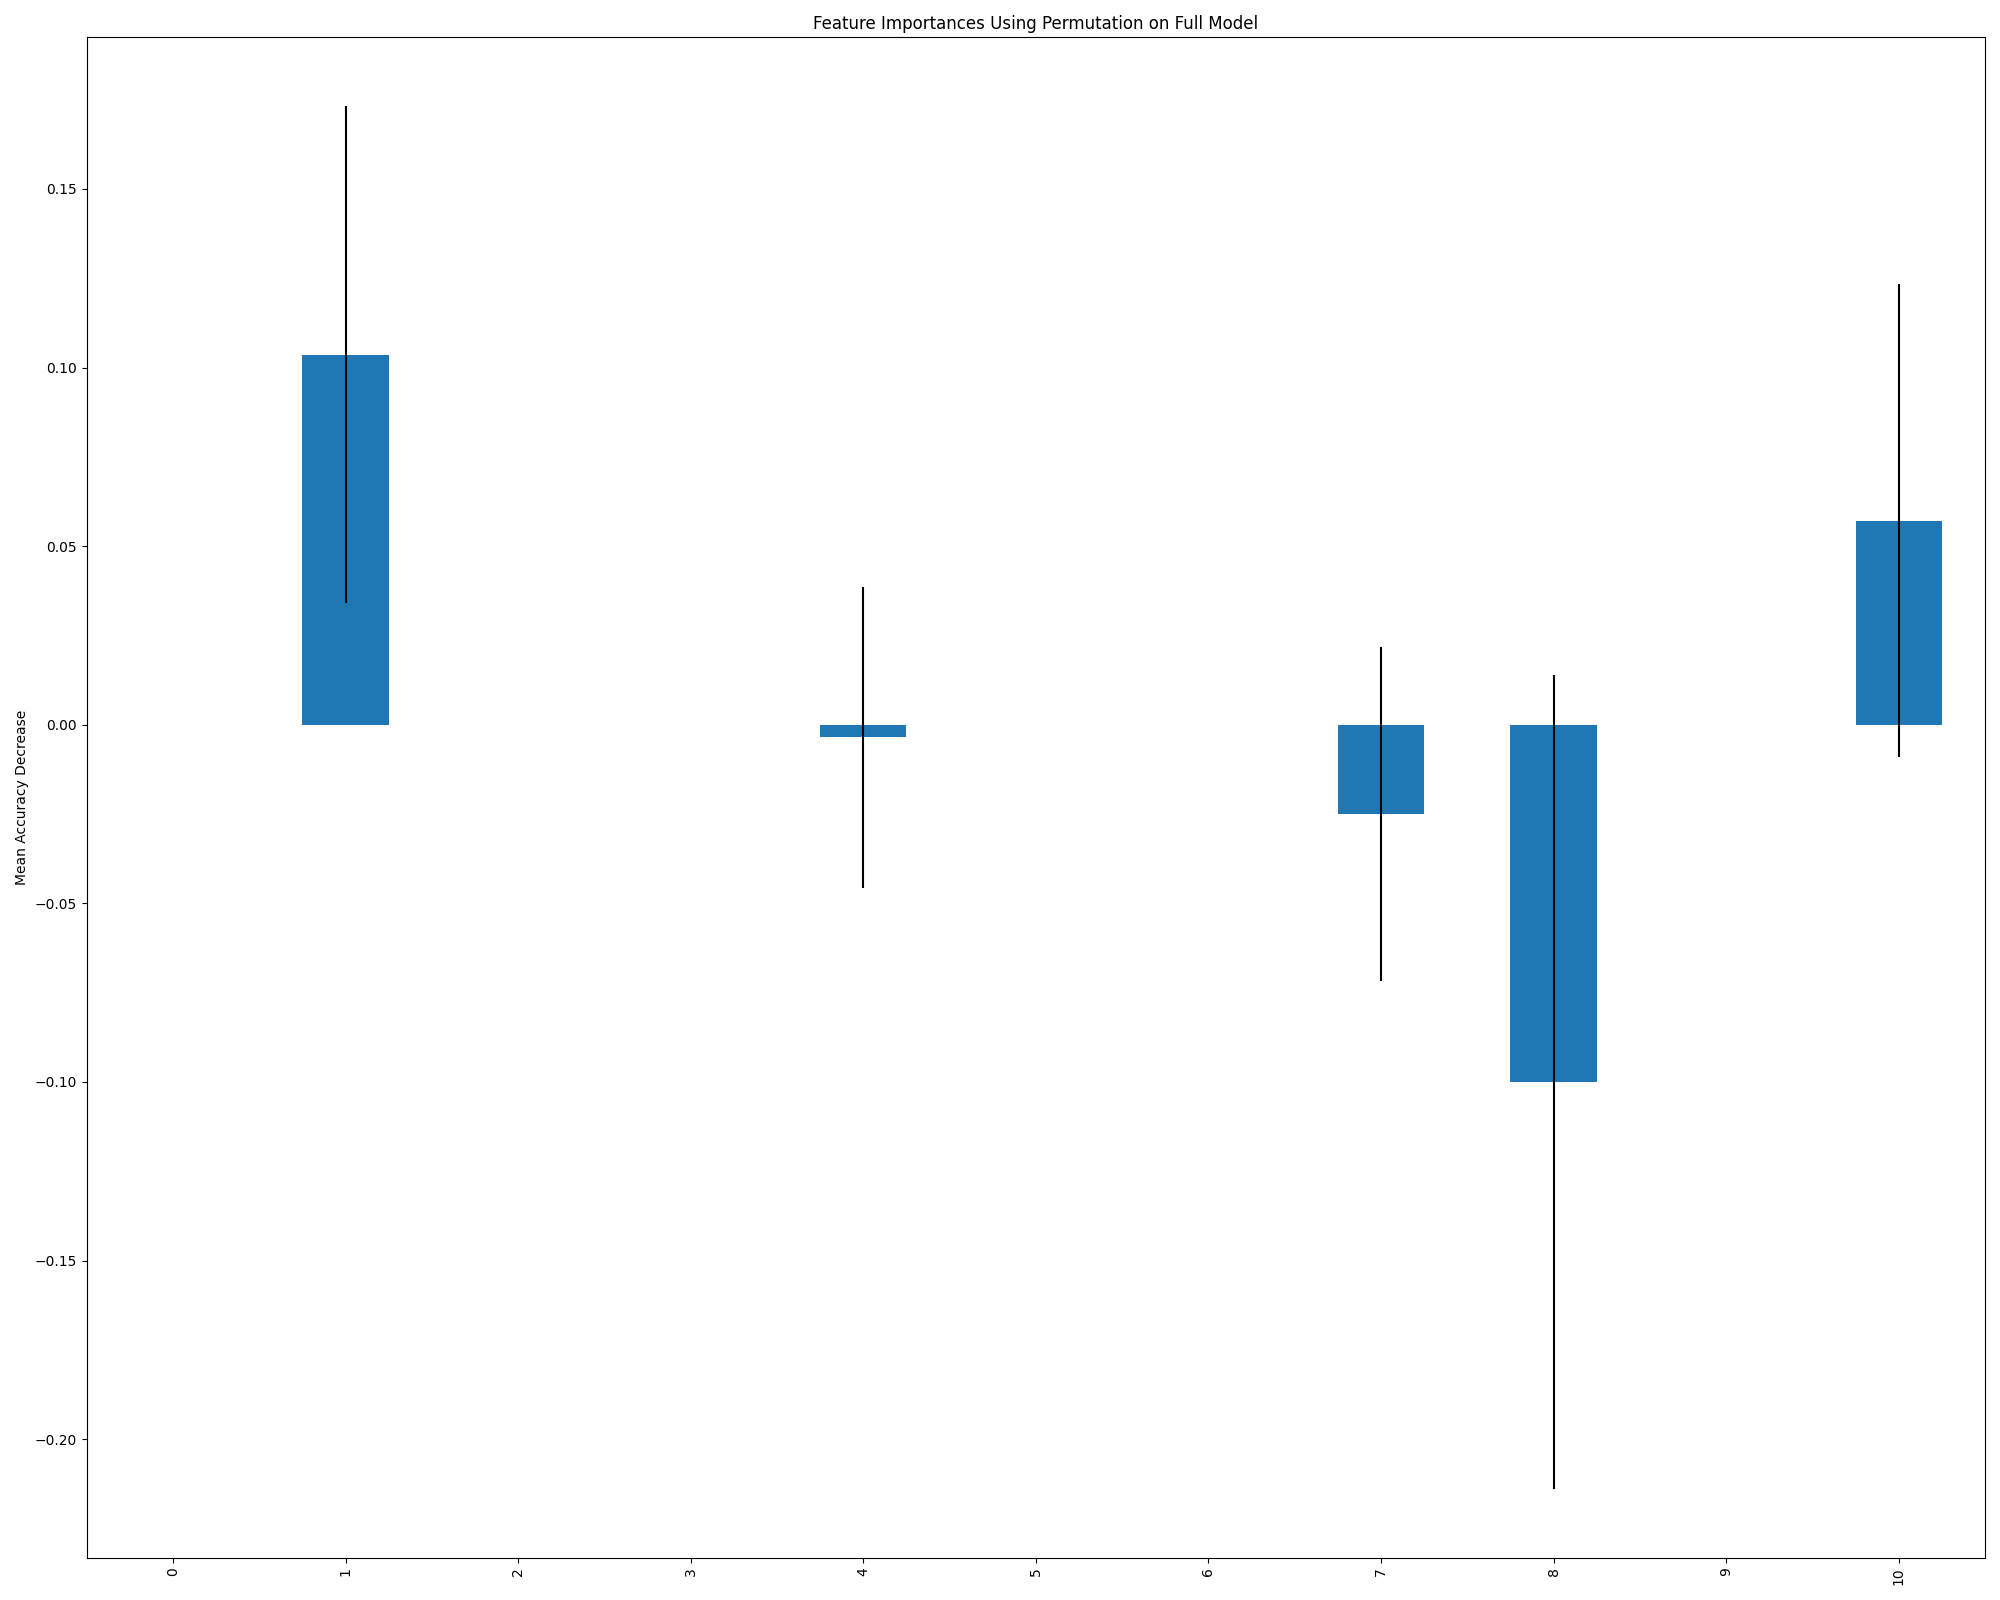 Feature Importances Using Permutation on Full Model
Mean Accuracy Decrease
0.15
0.10
0.05
0.00
−0.05
−0.10
−0.15
−0.20
0 1 2 3 4 5 6 7 8 9 10